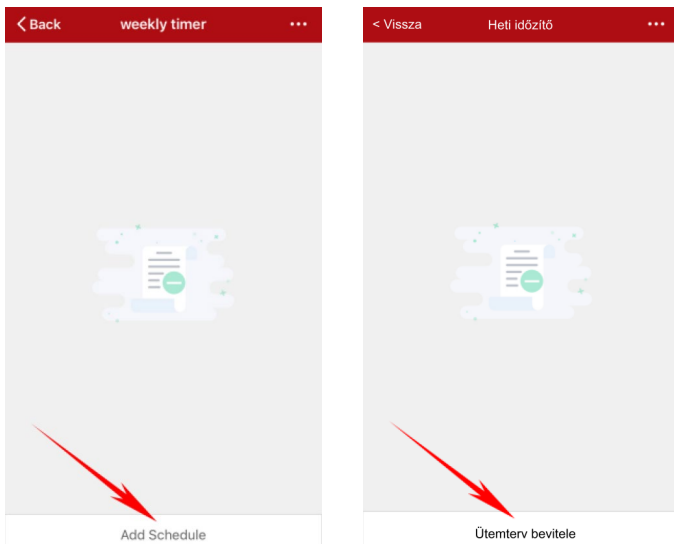 Back weekly timer
Add Schedule
< Vissza Heti időzítő
Ütemterv bevitele